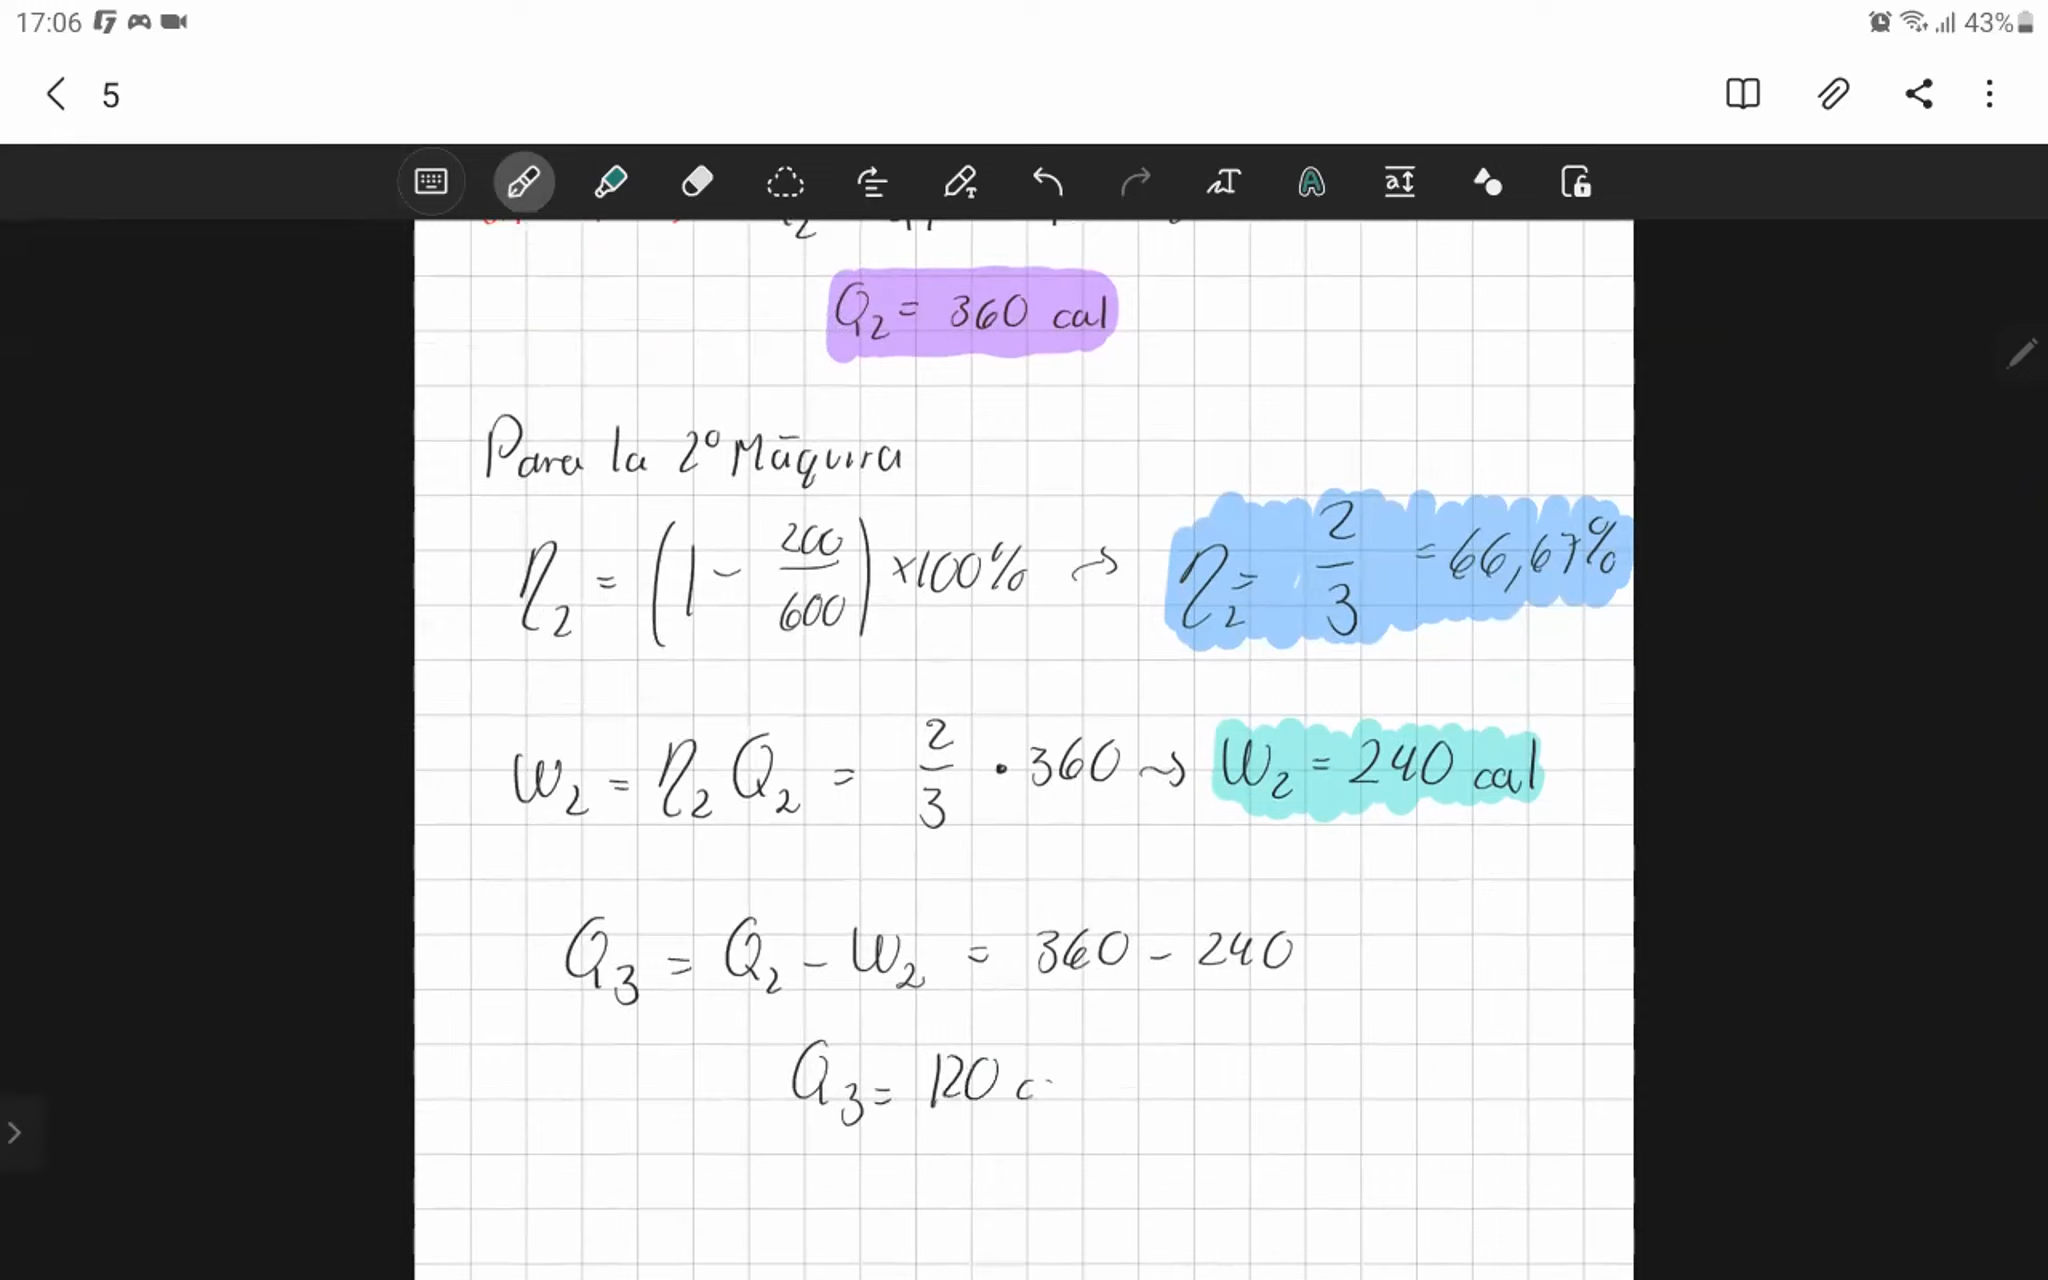 17:06 43%
5
Q₂ = 360 cal
Para la 2º Máquina
η₂ = (1 - 200/600) ×100% → η₂ = 2/3 = 66,67%
W₂ = η₂ Q₂ = 2/3 · 360 → W₂ = 240 cal
Q₃ = Q₂ - W₂ = 360 - 240
Q₃ = 120 c